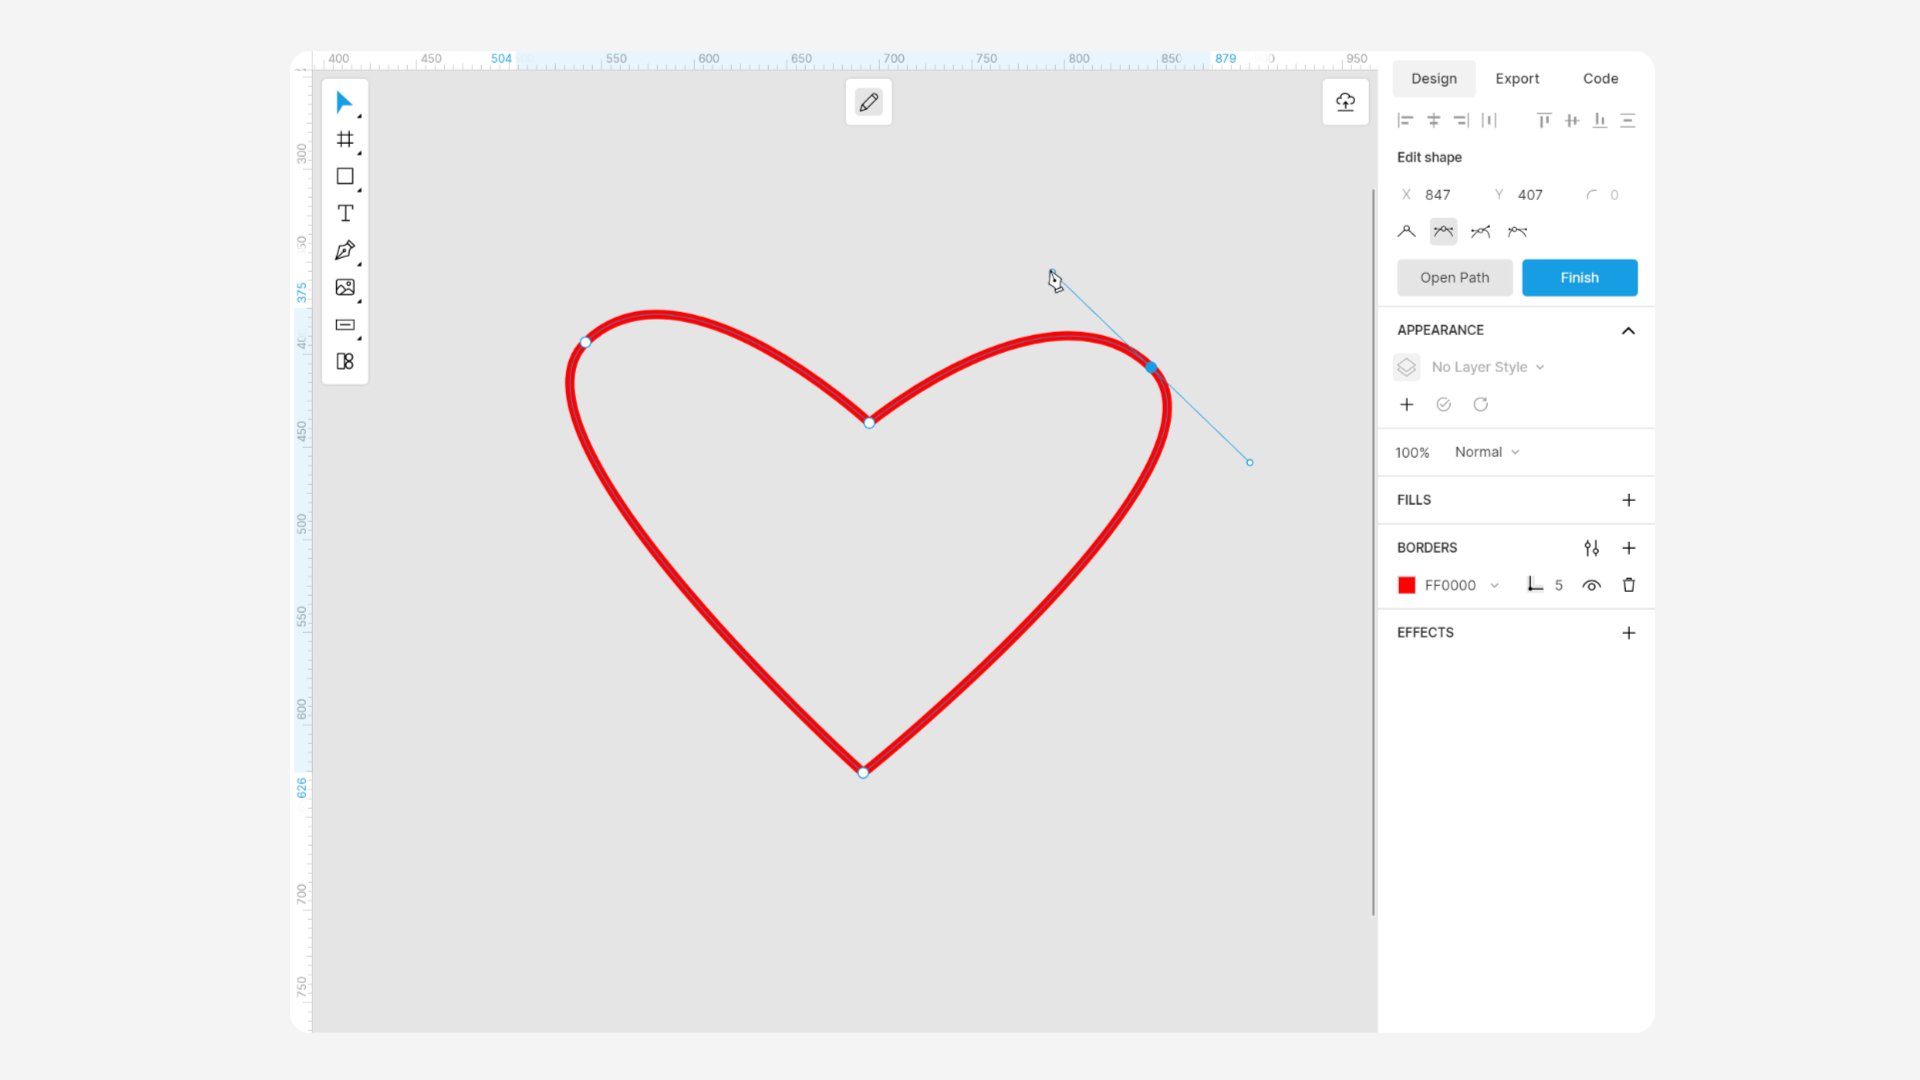 400 450 504 550 600 650 700 750 800 850 879 950
Design Export Code
Edit shape
X 847 Y 407 0
Open Path Finish
APPEARANCE
No Layer Style
100% Normal
FILLS
BORDERS
FF0000 5
EFFECTS
300
375
450
500
550
600
626
700
750